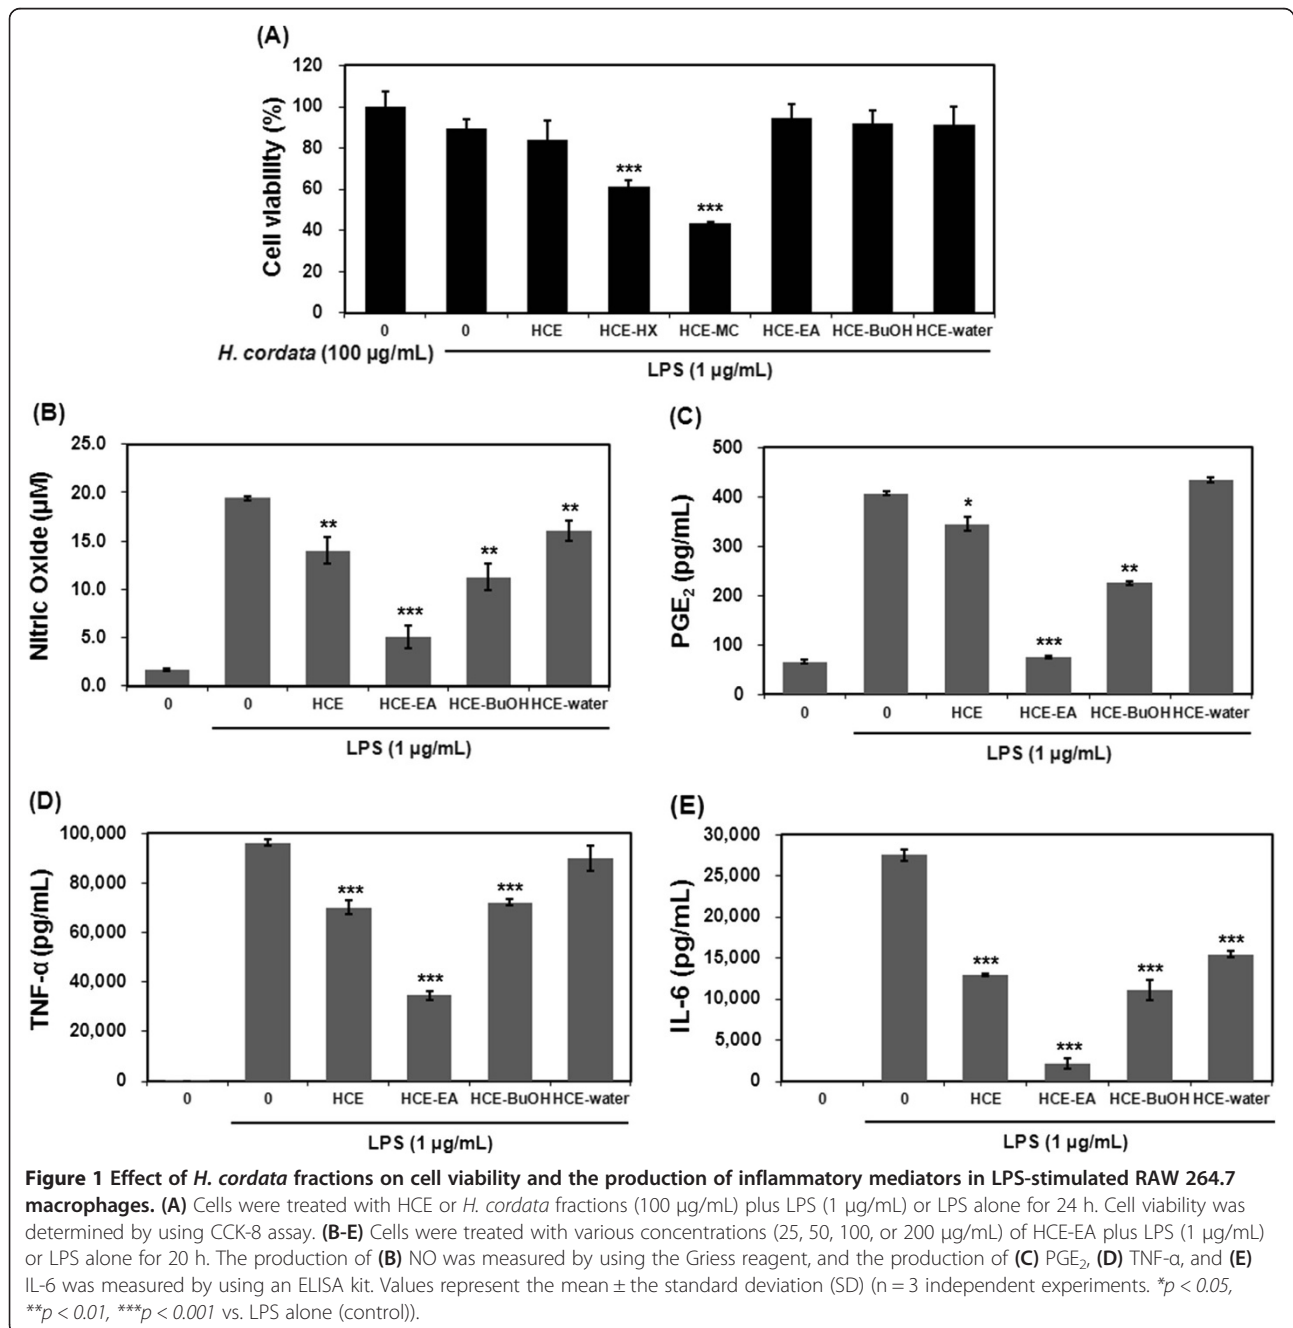 (A)
120
100
80
60
40
20
0
Cell viability (%)
***
***
0 0 HCE HCE-HX HCE-MC HCE-EA HCE-BuOH HCE-water
H. cordata (100 µg/mL)
LPS (1 µg/mL)
(B)
25.0
20.0
15.0
10.0
5.0
0.0
Nitric Oxide (µM)
**
***
**
**
0 0 HCE HCE-EA HCE-BuOH HCE-water
LPS (1 µg/mL)
(C)
500
400
300
200
100
0
PGE₂ (pg/mL)
*
***
**
0 0 HCE HCE-EA HCE-BuOH HCE-water
LPS (1 µg/mL)
(D)
100,000
80,000
60,000
40,000
20,000
0
TNF-α (pg/mL)
***
***
***
0 0 HCE HCE-EA HCE-BuOH HCE-water
LPS (1 µg/mL)
(E)
30,000
25,000
20,000
15,000
10,000
5,000
0
IL-6 (pg/mL)
***
***
***
***
0 0 HCE HCE-EA HCE-BuOH HCE-water
LPS (1 µg/mL)
Figure 1 Effect of H. cordata fractions on cell viability and the production of inflammatory mediators in LPS-stimulated RAW 264.7
macrophages. (A) Cells were treated with HCE or H. cordata fractions (100 µg/mL) plus LPS (1 µg/mL) or LPS alone for 24 h. Cell viability was
determined by using CCK-8 assay. (B-E) Cells were treated with various concentrations (25, 50, 100, or 200 µg/mL) of HCE-EA plus LPS (1 µg/mL)
or LPS alone for 20 h. The production of (B) NO was measured by using the Griess reagent, and the production of (C) PGE₂, (D) TNF-α, and (E)
IL-6 was measured by using an ELISA kit. Values represent the mean ± the standard deviation (SD) (n = 3 independent experiments. *p < 0.05,
**p < 0.01, ***p < 0.001 vs. LPS alone (control)).